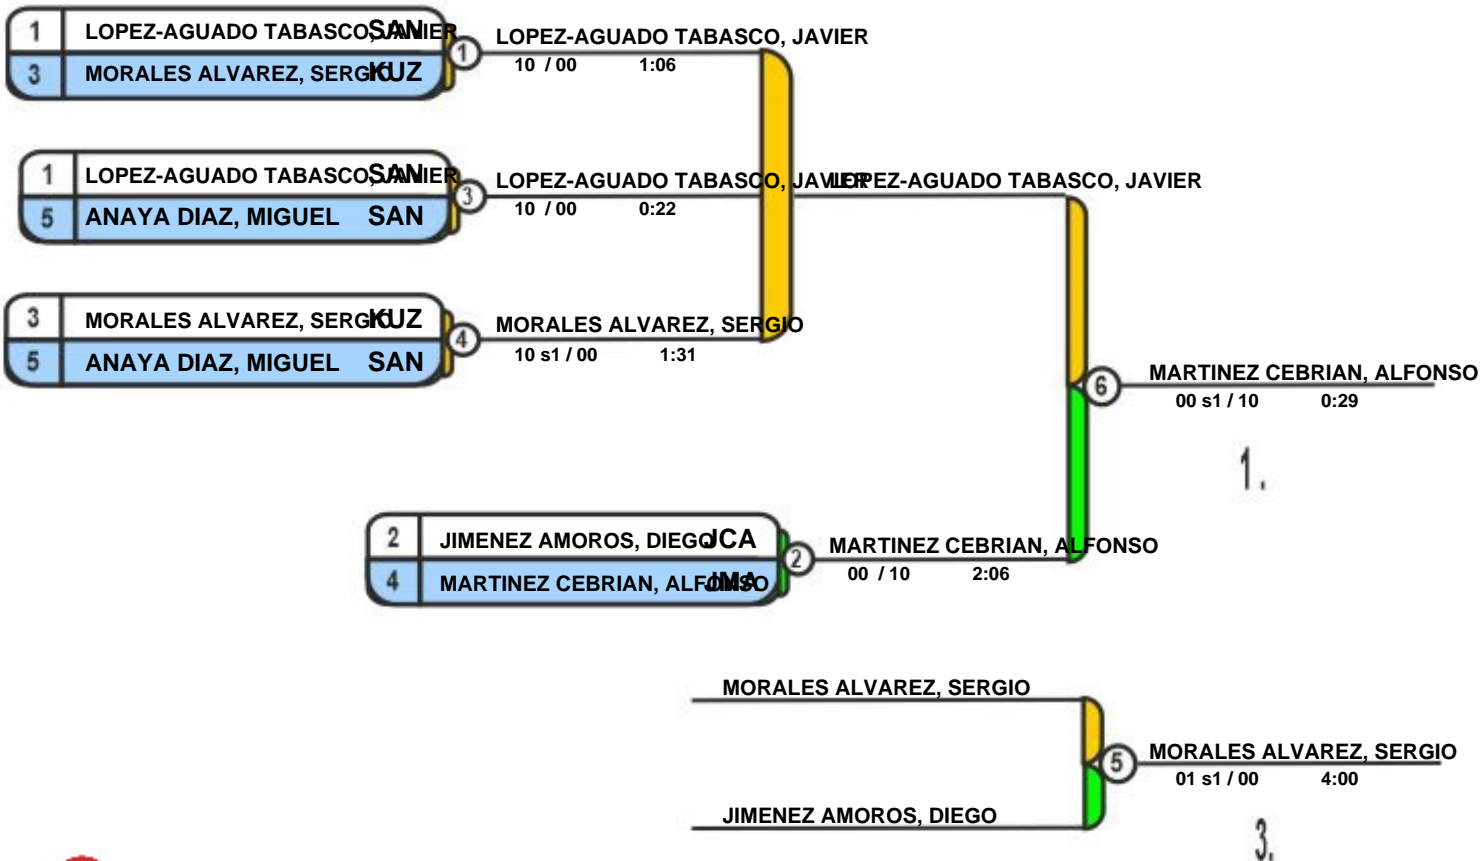 1 LOPEZ-AGUADO TABASCO, JAVIER SAN
3 MORALES ALVAREZ, SERGIO KUZ
1 LOPEZ-AGUADO TABASCO, JAVIER
10 / 00 1:06
1 LOPEZ-AGUADO TABASCO, JAVIER SAN
5 ANAYA DIAZ, MIGUEL SAN
3 LOPEZ-AGUADO TABASCO, JAVIER
10 / 00 0:22
LOPEZ-AGUADO TABASCO, JAVIER
3 MORALES ALVAREZ, SERGIO KUZ
5 ANAYA DIAZ, MIGUEL SAN
4 MORALES ALVAREZ, SERGIO
10 s1 / 00 1:31
6 MARTINEZ CEBRIAN, ALFONSO
00 s1 / 10 0:29
1.
2 JIMENEZ AMOROS, DIEGO JCA
4 MARTINEZ CEBRIAN, ALFONSO JMA
2 MARTINEZ CEBRIAN, ALFONSO
00 / 10 2:06
MORALES ALVAREZ, SERGIO
5 MORALES ALVAREZ, SERGIO
01 s1 / 00 4:00
JIMENEZ AMOROS, DIEGO
3.